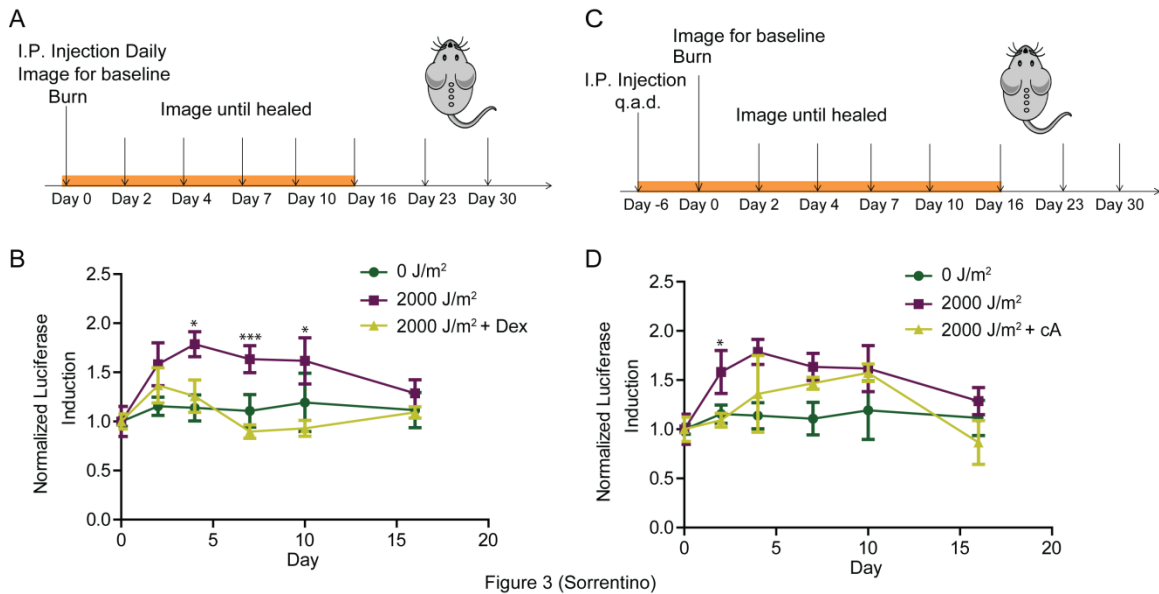 A
I.P. Injection Daily
Image for baseline
Burn
Image until healed
Day 0 Day 2 Day 4 Day 7 Day 10 Day 16 Day 23 Day 30
C
Image for baseline
Burn
I.P. Injection
q.a.d.
Image until healed
Day -6 Day 0 Day 2 Day 4 Day 7 Day 10 Day 16 Day 23 Day 30
B
Normalized Luciferase
Induction
2.5
2.0
1.5
1.0
0.5
0.0
0 5 10 15 20
Day
0 J/m²
2000 J/m²
2000 J/m² + Dex
* *** *
D
Normalized Luciferase
Induction
2.5
2.0
1.5
1.0
0.5
0.0
0 5 10 15 20
Day
0 J/m²
2000 J/m²
2000 J/m² + cA
*
Figure 3 (Sorrentino)